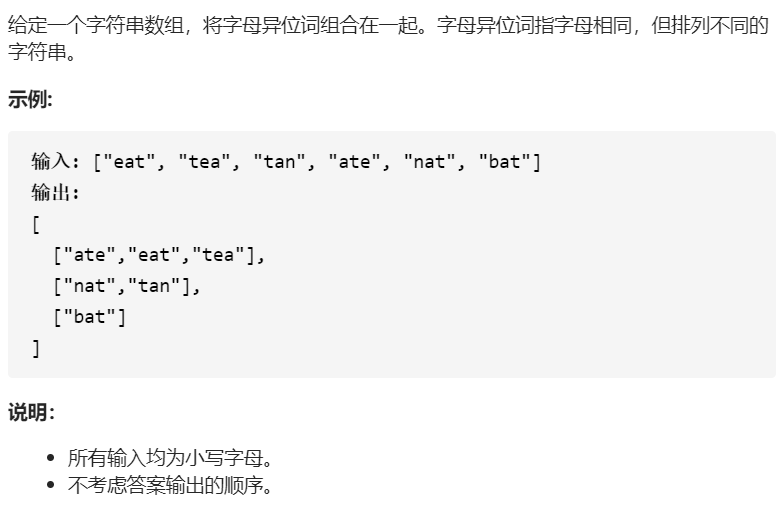 给定一个字符串数组，将字母异位词组合在一起。字母异位词指字母相同，但排列不同的
字符串。
示例:
输入: ["eat", "tea", "tan", "ate", "nat", "bat"]
输出:
[
  ["ate","eat","tea"],
  ["nat","tan"],
  ["bat"]
]
说明：
• 所有输入均为小写字母。
• 不考虑答案输出的顺序。